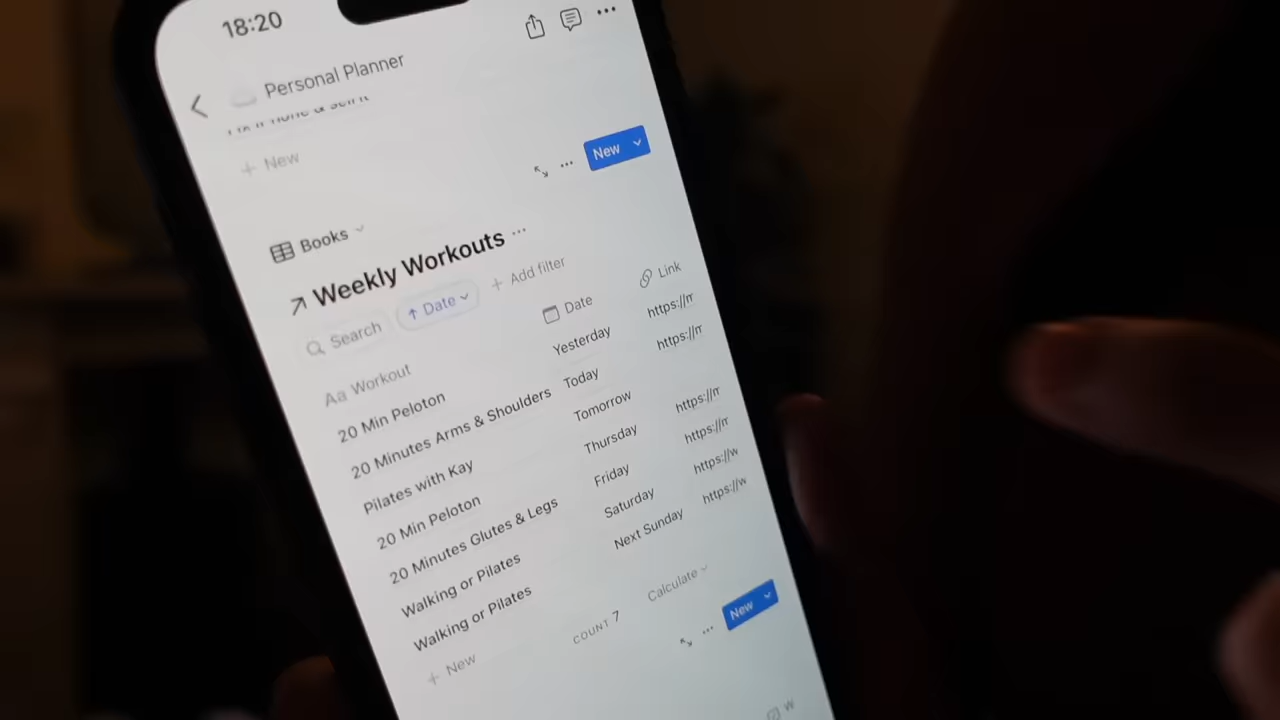 18:20
Personal Planner
+ New
New
Books
↗ Weekly Workouts ...
Search ↑ Date + Add filter
Aa Workout Date Link
20 Min Peloton Yesterday https://r
20 Minutes Arms & Shoulders Today https://r
Pilates with Kay Tomorrow
20 Min Peloton Thursday https://r
20 Minutes Glutes & Legs Friday https://r
Walking or Pilates Saturday https://w
Walking or Pilates Next Sunday https://w
+ New COUNT 7 Calculate
New
W